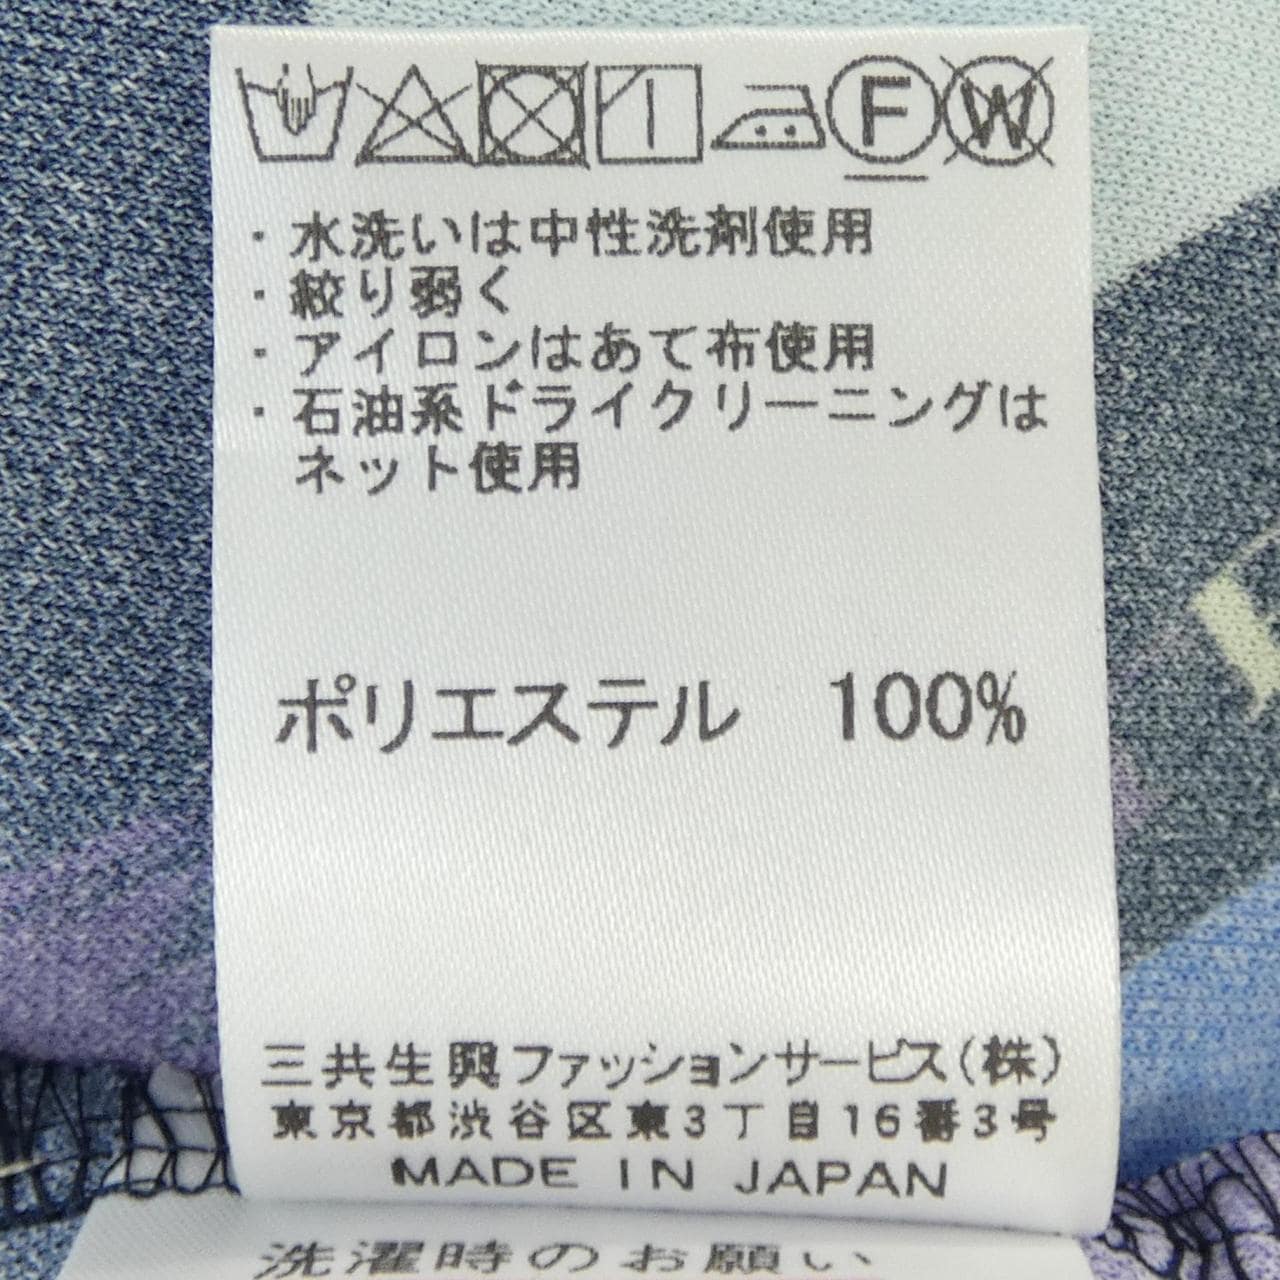 F W
・水洗いは中性洗剤使用
・絞り弱く
・アイロンはあて布使用
・石油系ドライクリーニングは
ネット使用
ポリエステル 100%
三共生興ファッションサービス(株)
東京都渋谷区東3丁目16番3号
MADE IN JAPAN
洗濯時のお願い